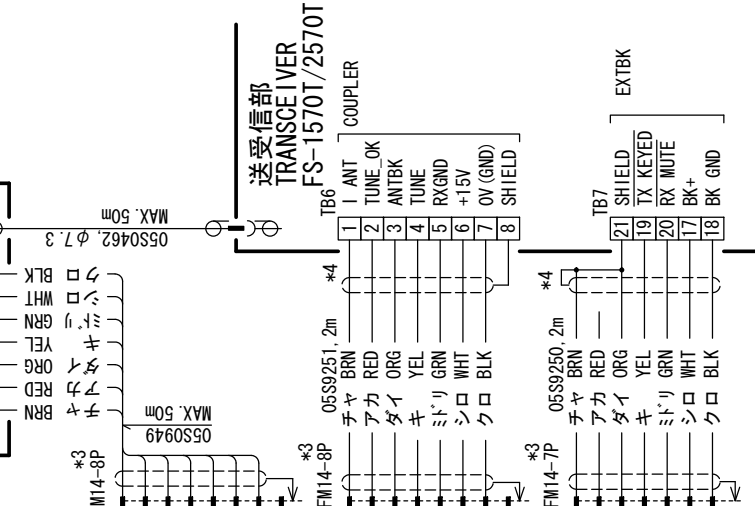 送受信部
TRANSCEIVER
FS-1570T/2570T
05S0462, φ7.3
MAX. 50m
クロ BLK
シロ WHT
ミドリ GRN
キ YEL
ダイ ORG
アカ RED
チャ BRN
05S0949
MAX. 50m
*3
M14-8P
TB6
COUPLER
1 I_ANT
2 TUNE_OK
3 ANTBK
4 TUNE
5 RXGND
6 +15V
7 0V(GND)
8 SHIELD
*4
05S9251, 2m
チャ BRN
アカ RED
ダイ ORG
キ YEL
ミドリ GRN
シロ WHT
クロ BLK
*3
FM14-8P
TB7
EXTBK
21 SHIELD
19 TX KEYED
20 RX MUTE
17 BK+
18 BK GND
*4
05S9250, 2m
チャ BRN
アカ RED
ダイ ORG
キ YEL
ミドリ GRN
シロ WHT
クロ BLK
*3
FM14-7P